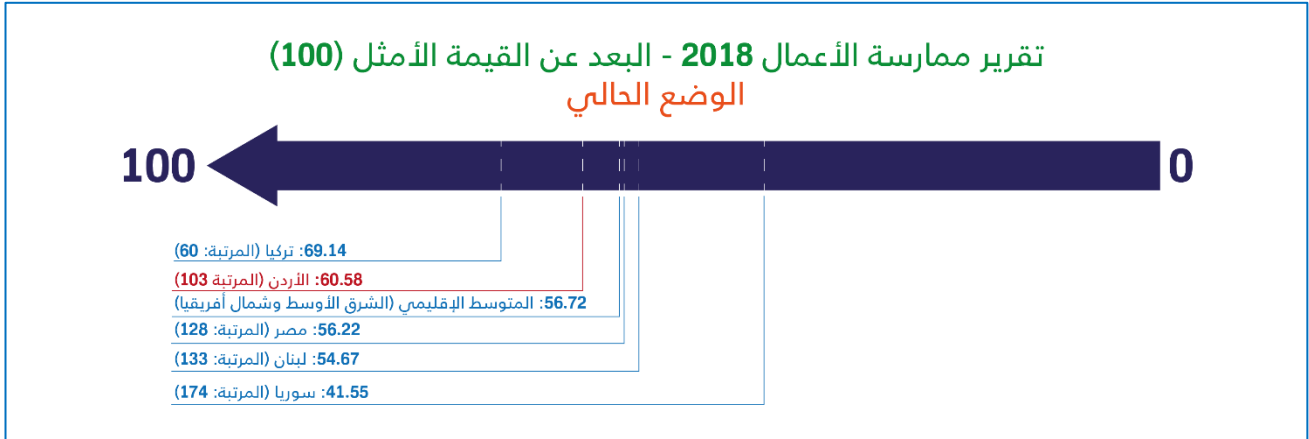 تقرير ممارسة الأعمال 2018 - البعد عن القيمة الأمثل (100)
الوضع الحالي
0
100
69.14: تركيا (المرتبة: 60)
60.58: الأردن (المرتبة 103)
56.72: المتوسط الإقليمي (الشرق الأوسط وشمال أفريقيا)
56.22: مصر (المرتبة: 128)
54.67: لبنان (المرتبة: 133)
41.55: سوريا (المرتبة: 174)